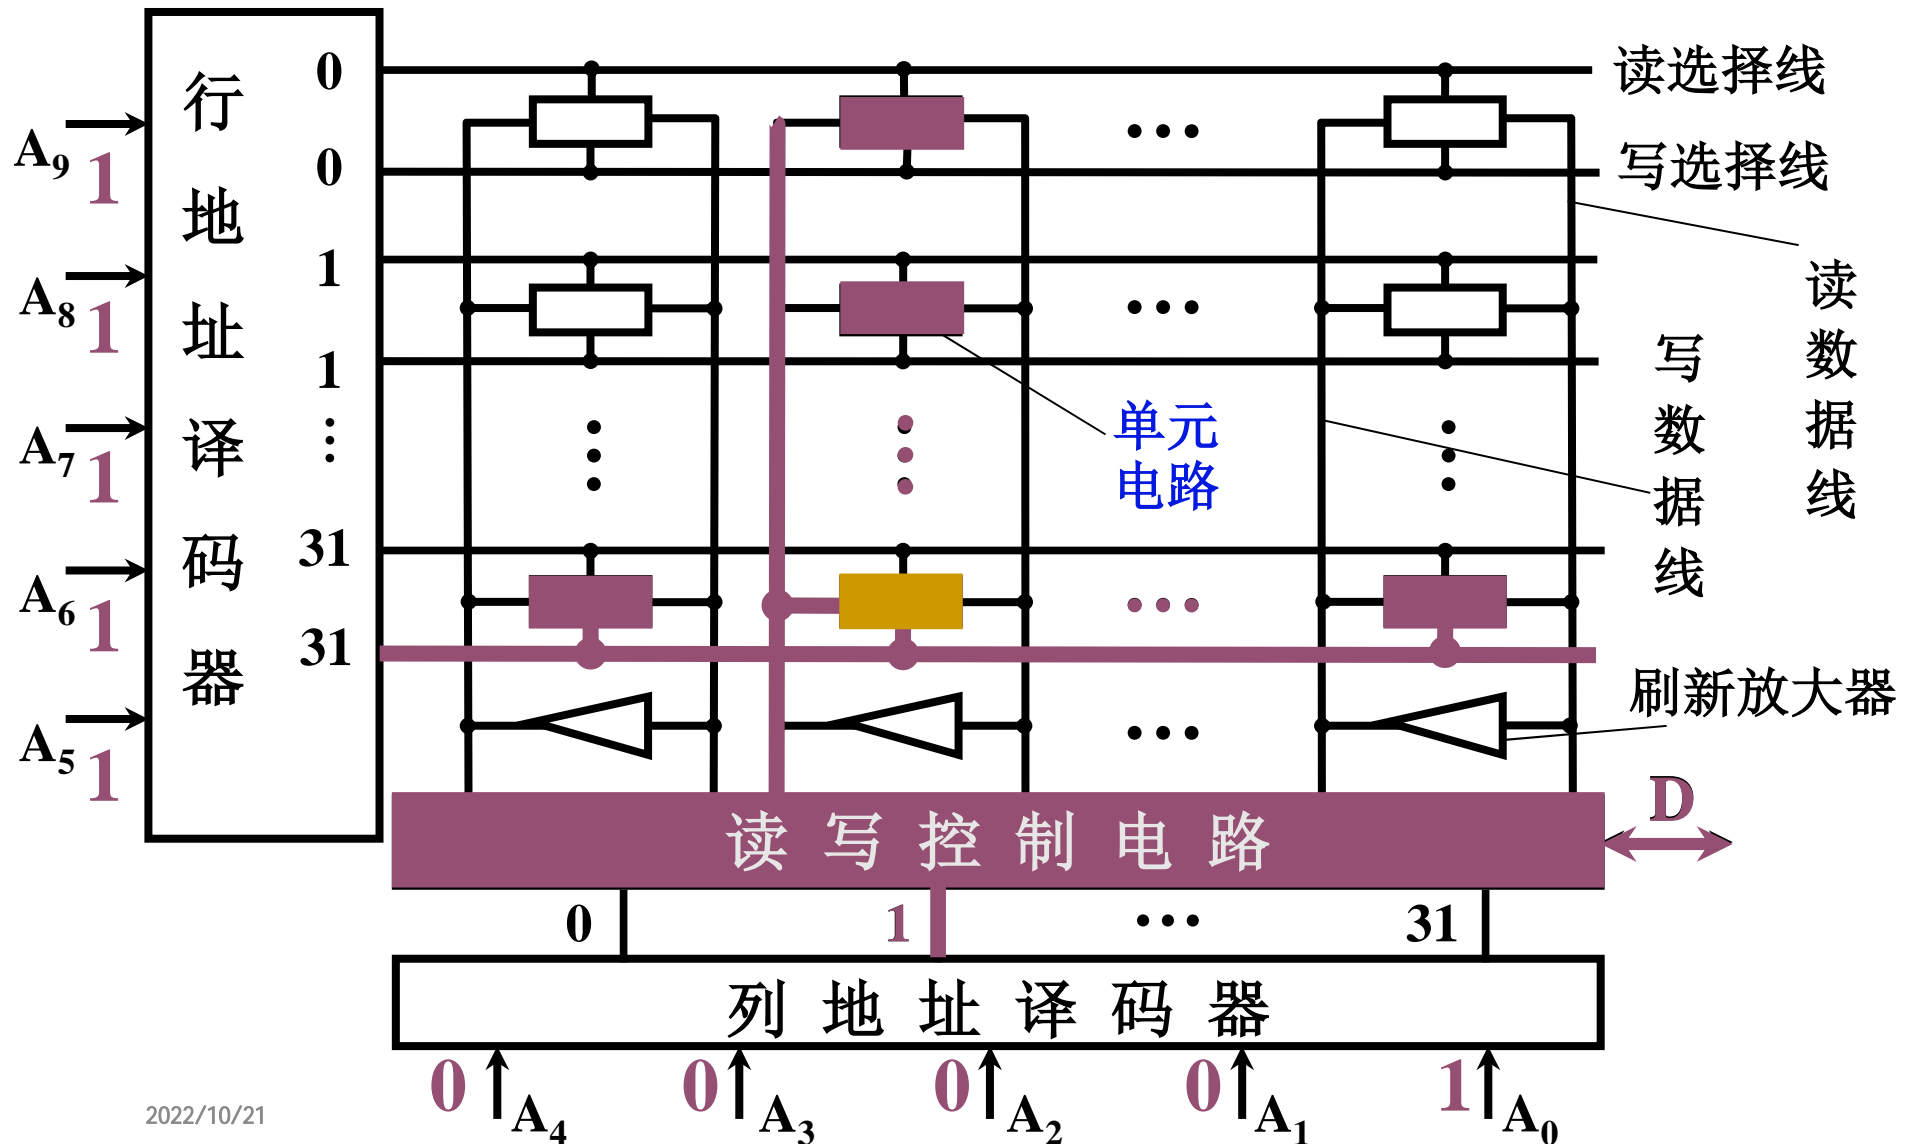 行地址译码器
0
0
1
1
⋮
31
31
A9 1
A8 1
A7 1
A6 1
A5 1
读选择线
写选择线
读数据线
写数据线
单元
电路
刷新放大器
D
读写控制电路
0 1 … 31
列地址译码器
0 A4 0 A3 0 A2 0 A1 1 A0
2022/10/21